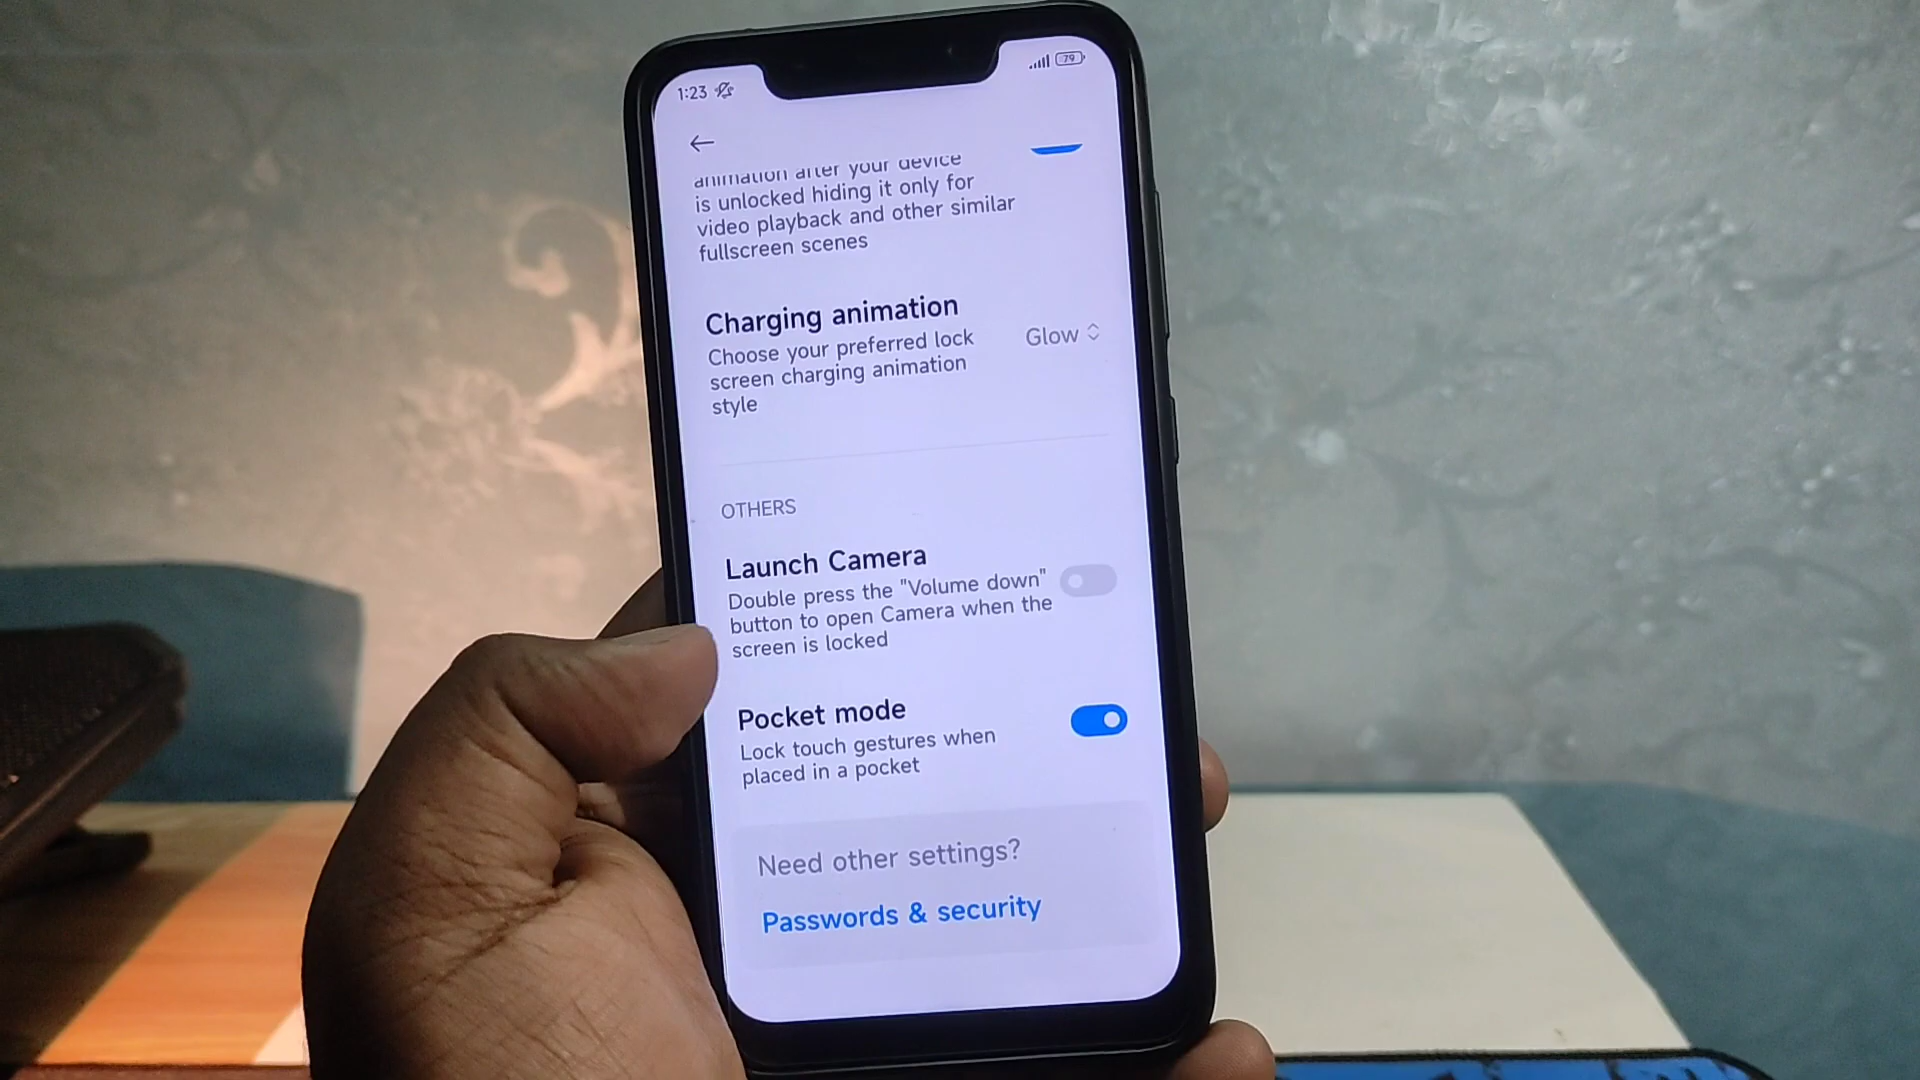 1:23
79
animation after your device
is unlocked hiding it only for
video playback and other similar
fullscreen scenes
Charging animation
Choose your preferred lock
screen charging animation
style
Glow
OTHERS
Launch Camera
Double press the "Volume down"
button to open Camera when the
screen is locked
Pocket mode
Lock touch gestures when
placed in a pocket
Need other settings?
Passwords & security